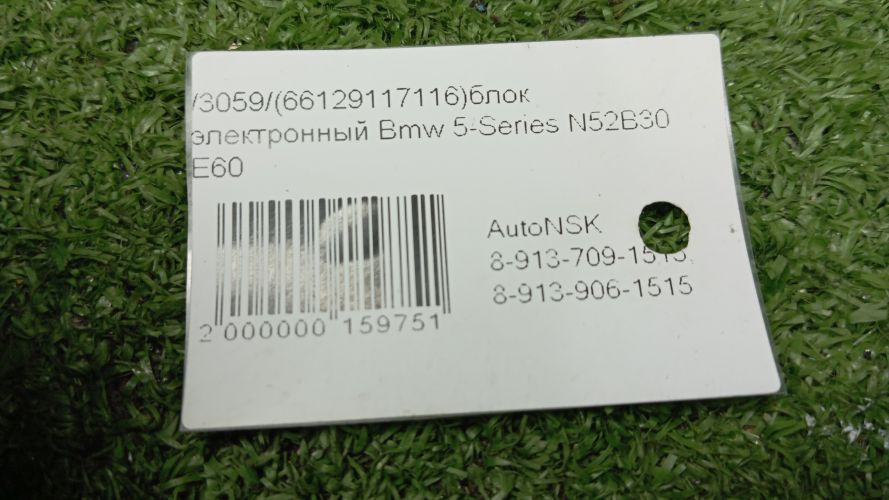 /3059/(66129117116)блок
электронный Bmw 5-Series N52B30
E60
AutoNSK
8-913-709-1515,
8-913-906-1515
2 000000 159751